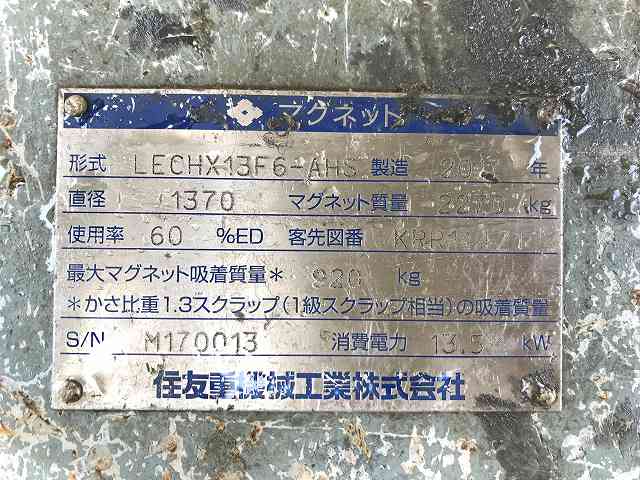 マグネット
形式 LECHX13F6-AHS 製造 年
直径 1370 マグネット質量 kg
使用率 60 %ED 客先図番
最大マグネット吸着質量* 920 kg
*かさ比重1.3スクラップ(1級スクラップ相当)の吸着質量
S/N M170013 消費電力 13.5 kW
住友重機械工業株式会社